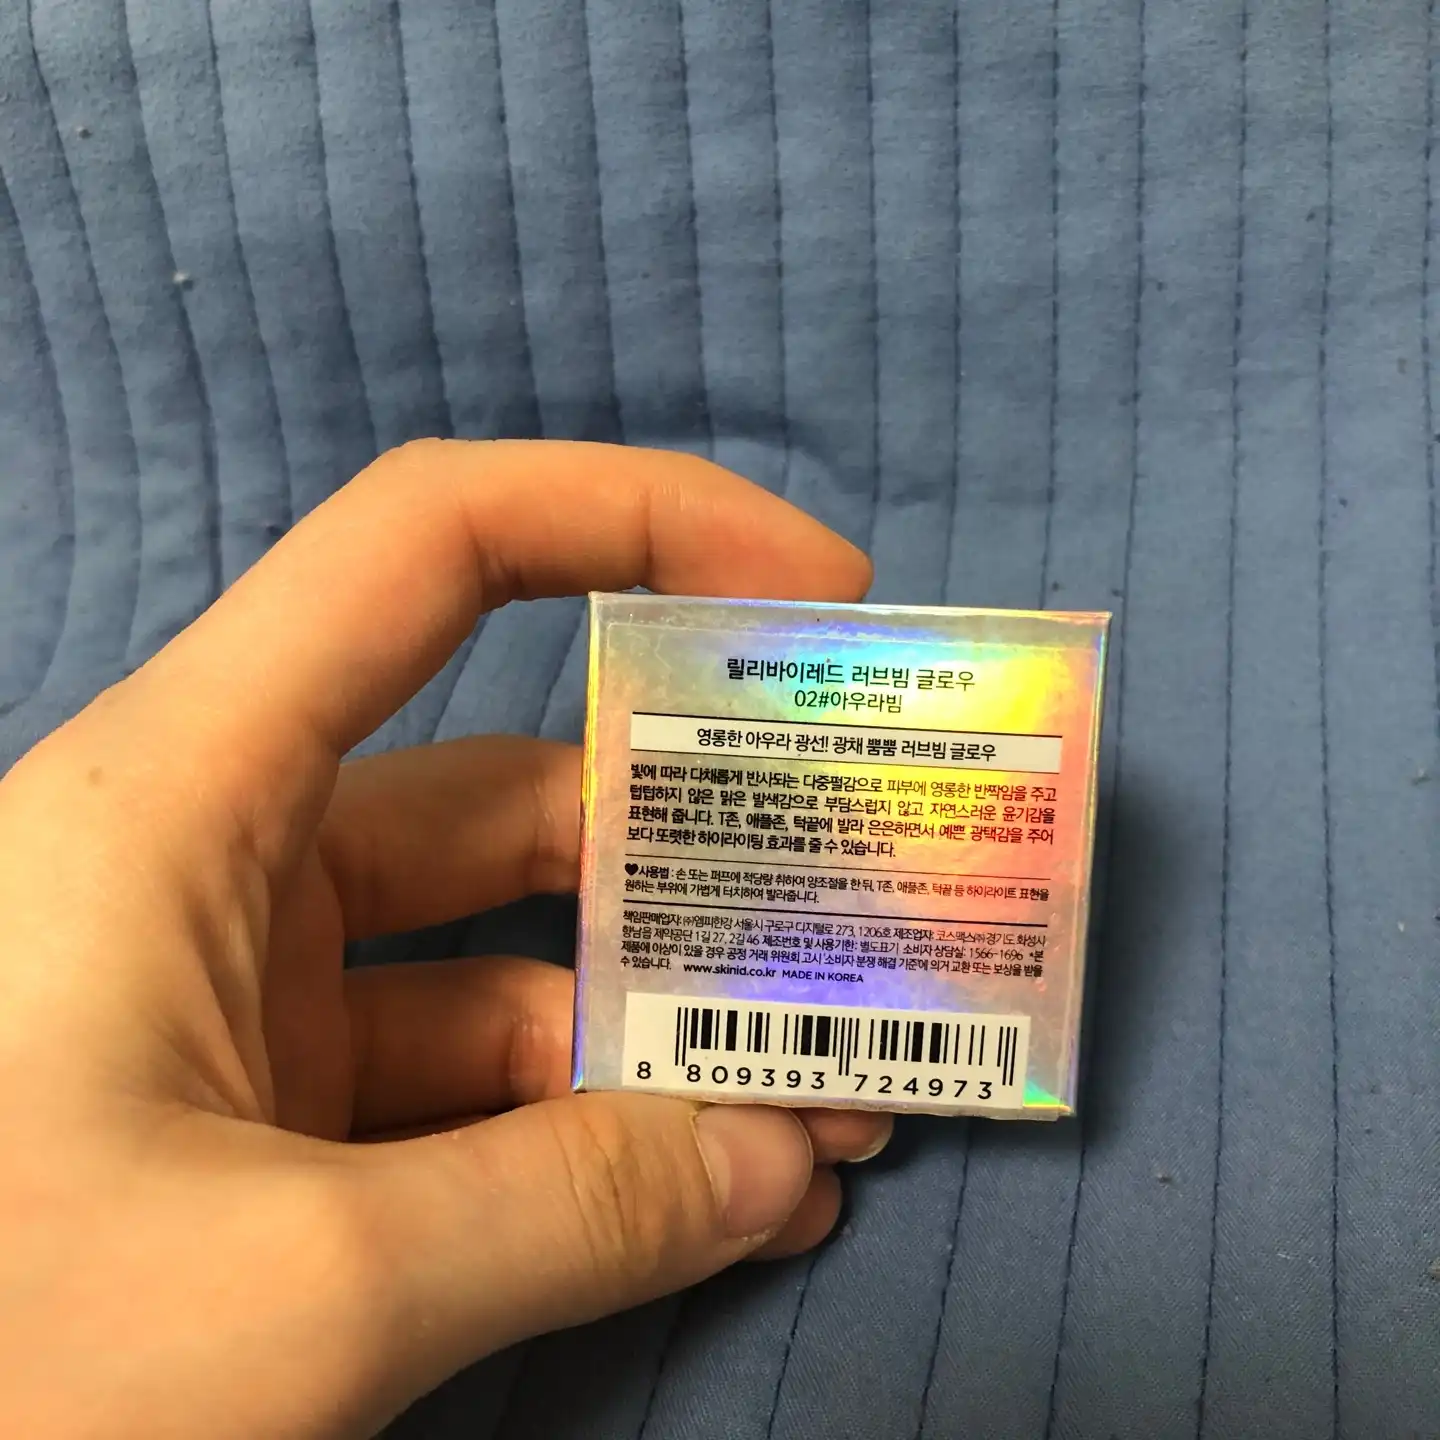 릴리바이레드 러브빔 글로우
02#아우라빔
영롱한 아우라 광선! 광채 뿜뿜 러브빔 글로우
빛에 따라 다채롭게 반사되는 다중펄감으로 피부에 영롱한 반짝임을 주고
텁텁하지 않은 맑은 발색감으로 부담스럽지 않고 자연스러운 윤기감을
표현해 줍니다. T존, 애플존, 턱끝에 발라 은은하면서 예쁜 광택감을 주어
보다 또렷한 하이라이팅 효과를 줄 수 있습니다.
♥사용법 : 손 또는 퍼프에 적당량 취하여 양조절을 한 뒤, T존, 애플존, 턱끝 등 하이라이트 표현을
원하는 부위에 가볍게 터치하여 발라줍니다.
책임판매업자: ㈜엠피한강 서울시 구로구 디지털로 273, 1206호 제조업자: 코스맥스㈜ 경기도 화성시
향남읍 제약공단 1길 27, 2길 46 제조번호 및 사용기한: 별도표기 소비자 상담실: 1566-1696 *본
제품에 이상이 있을 경우 공정 거래 위원회 고시 '소비자 분쟁 해결 기준'에 의거 교환 또는 보상을 받을
수 있습니다. www.skinid.co.kr MADE IN KOREA
8 809393 724973